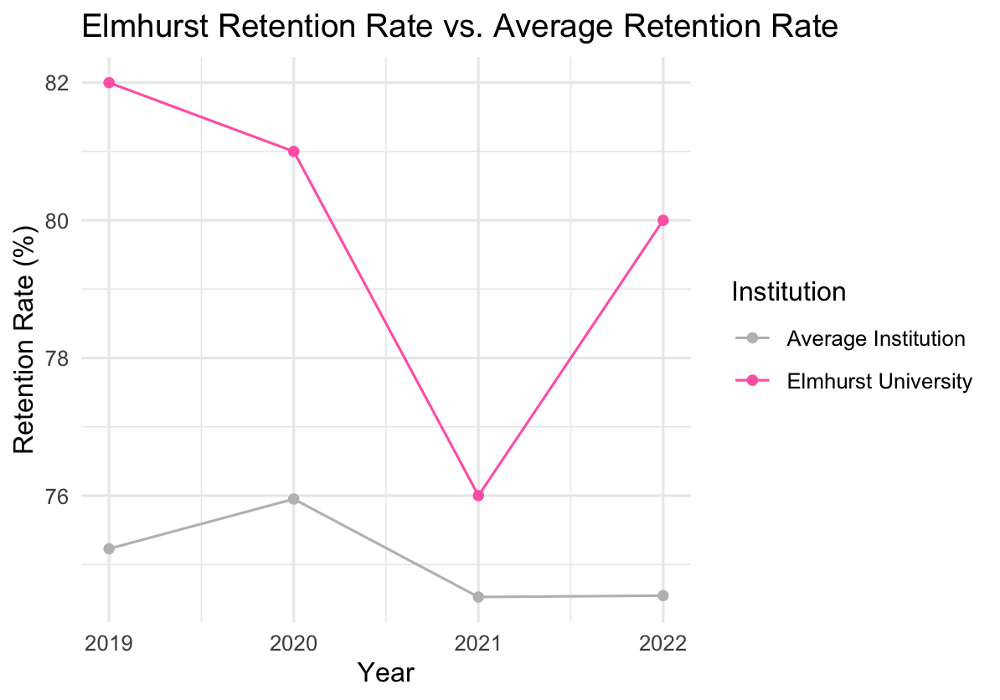 Elmhurst Retention Rate vs. Average Retention Rate
Retention Rate (%)
82
80
78
76
2019 2020 2021 2022
Year
Institution
Average Institution
Elmhurst University